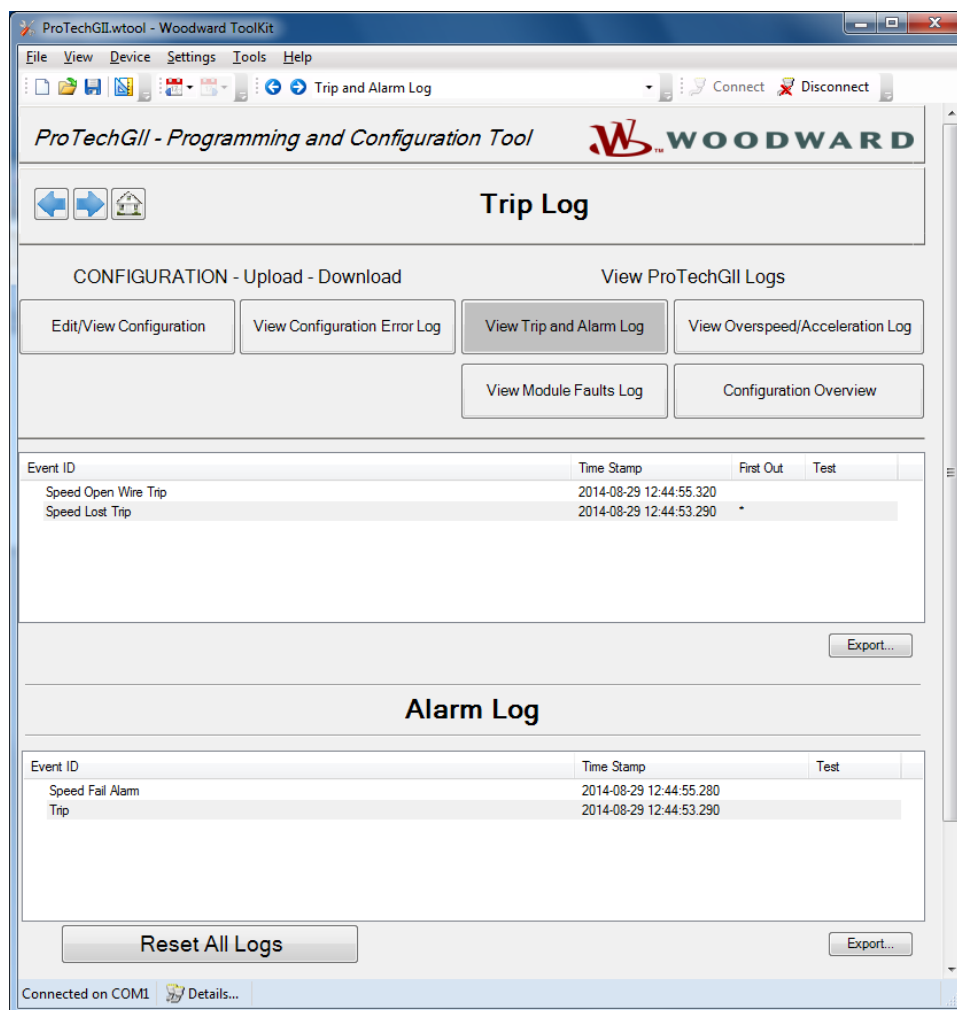 ProTechGII.wtool - Woodward ToolKit
File View Device Settings Tools Help
Trip and Alarm Log Connect Disconnect
ProTechGII - Programming and Configuration Tool WOODWARD
Trip Log
CONFIGURATION - Upload - Download View ProTechGII Logs
Edit/View Configuration View Configuration Error Log View Trip and Alarm Log View Overspeed/Acceleration Log
View Module Faults Log Configuration Overview
Event ID Time Stamp First Out Test
Speed Open Wire Trip 2014-08-29 12:44:55.320
Speed Lost Trip 2014-08-29 12:44:53.290 *
Export...
Alarm Log
Event ID Time Stamp Test
Speed Fail Alarm 2014-08-29 12:44:55.280
Trip 2014-08-29 12:44:53.290
Reset All Logs Export...
Connected on COM1 Details...